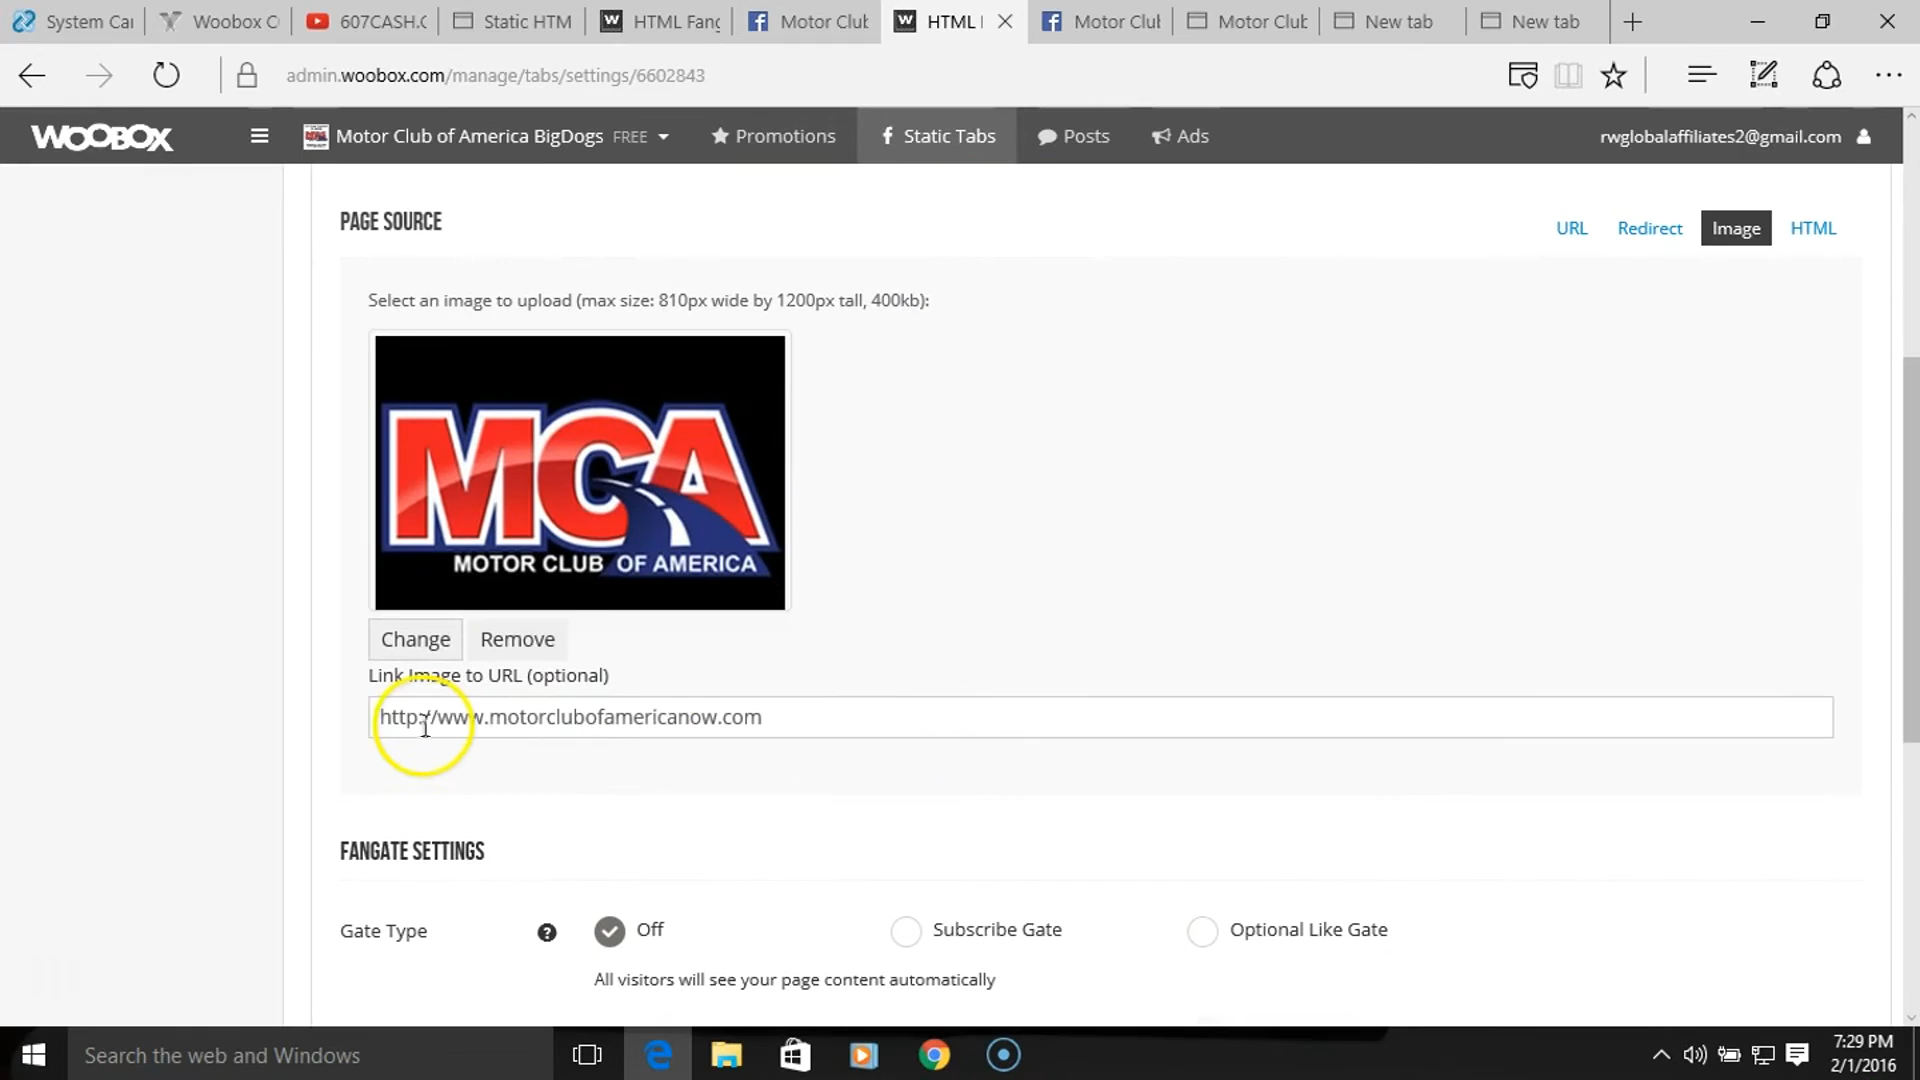 System Car
Woobox C
607CASH.C
Static HTM
HTML Fang
Motor Club
HTML
Motor Club
Motor Club
New tab
New tab
admin.woobox.com/manage/tabs/settings/6602843
WOOBOX
Motor Club of America BigDogs FREE
Promotions
Static Tabs
Posts
Ads
rwglobalaffiliates2@gmail.com
PAGE SOURCE
URL
Redirect
Image
HTML
Select an image to upload (max size: 810px wide by 1200px tall, 400kb):
MCA
MOTOR CLUB OF AMERICA
Change
Remove
Link Image to URL (optional)
http://www.motorclubofamericanow.com
FANGATE SETTINGS
Gate Type
Off
Subscribe Gate
Optional Like Gate
All visitors will see your page content automatically
Search the web and Windows
7:29 PM
2/1/2016